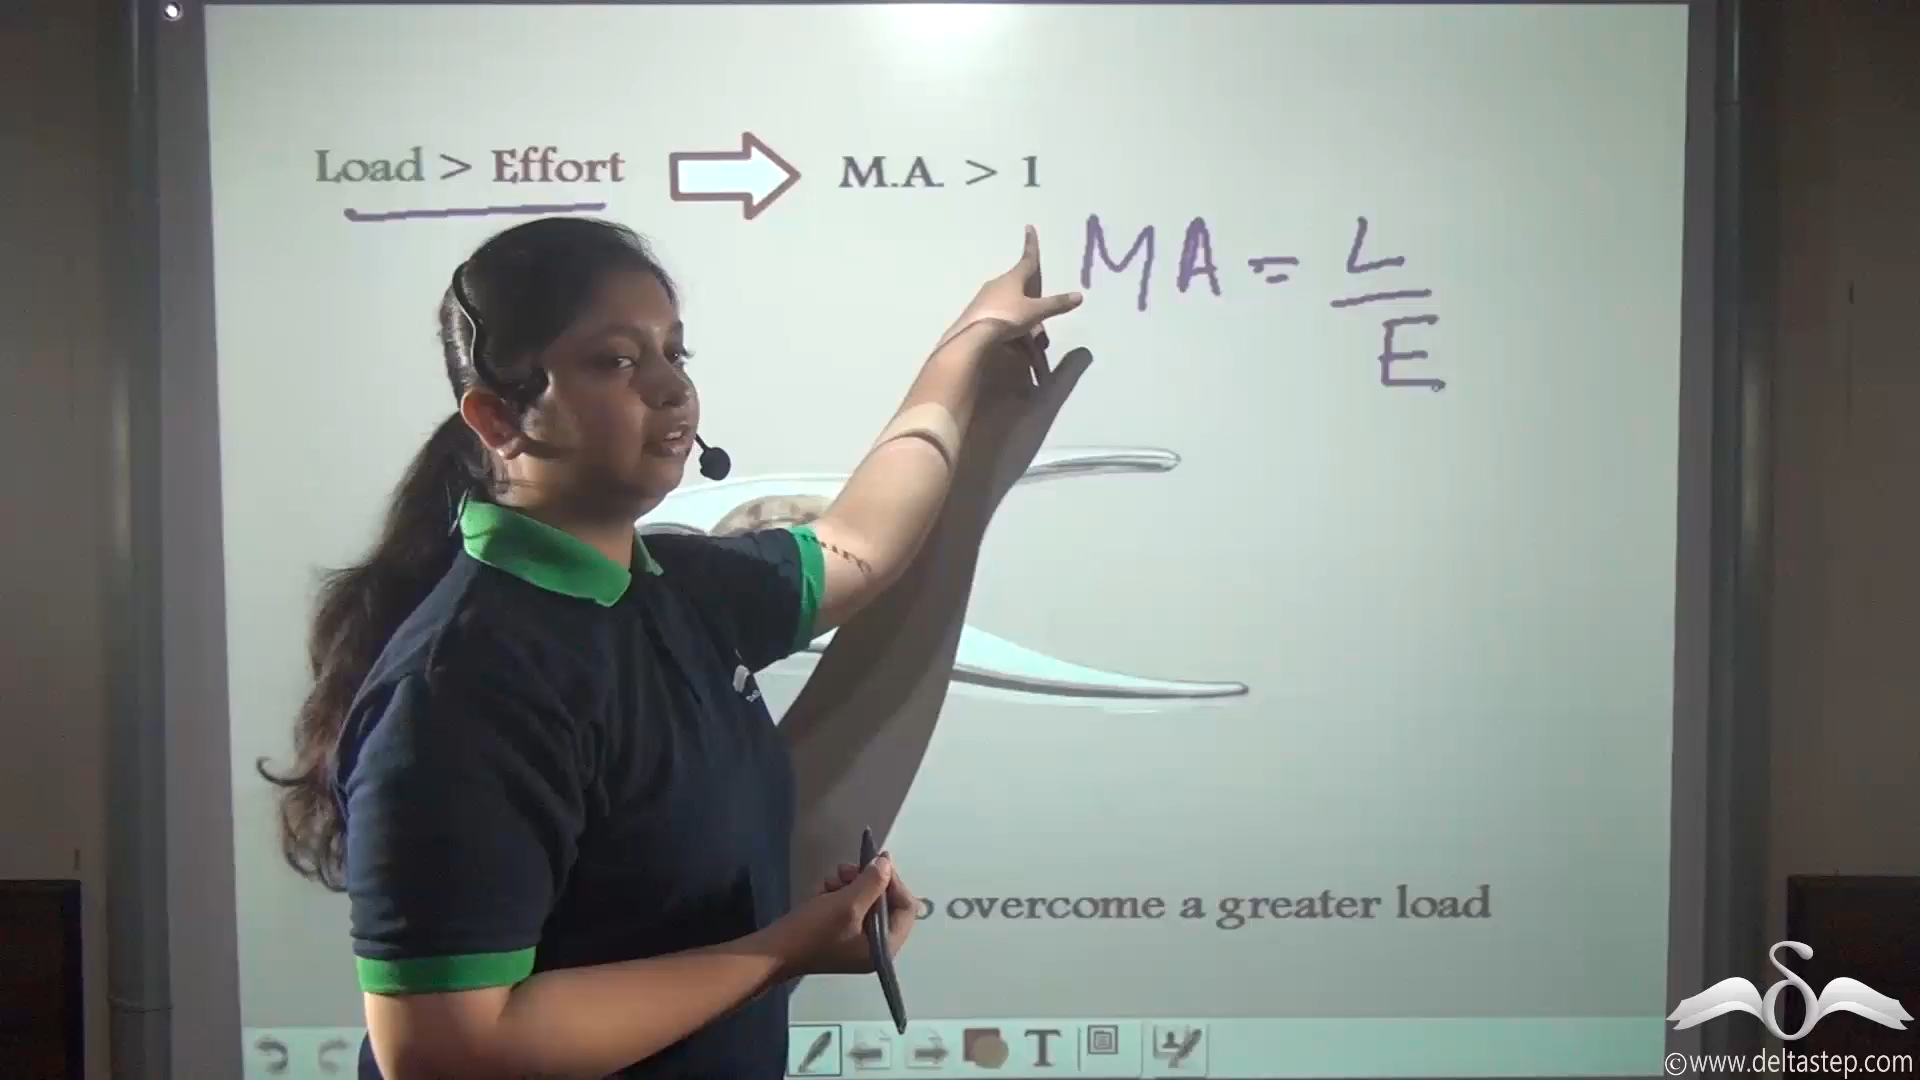 Load > Effort M.A. > 1
MA = L/E
overcome a greater load
T
©www.deltastep.com